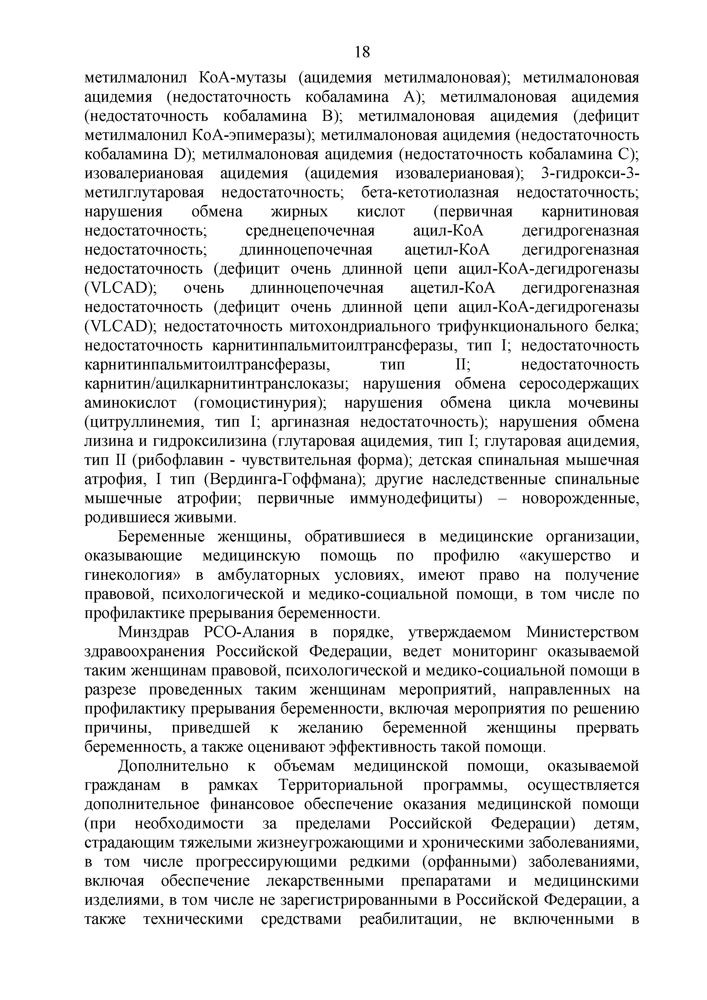 18
метилмалонил КоА-мутазы (ацидемия метилмалоновая); метилмалоновая
ацидемия (недостаточность кобаламина A); метилмалоновая ацидемия
(недостаточность кобаламина B); метилмалоновая ацидемия (дефицит
метилмалонил КоА-эпимеразы); метилмалоновая ацидемия (недостаточность
кобаламина D); метилмалоновая ацидемия (недостаточность кобаламина C);
изовалериановая ацидемия (ацидемия изовалериановая); 3-гидрокси-3-
метилглутаровая недостаточность; бета-кетотиолазная недостаточность;
нарушения обмена жирных кислот (первичная карнитиновая
недостаточность; среднецепочечная ацил-КоА дегидрогеназная
недостаточность; длинноцепочечная ацетил-КоА дегидрогеназная
недостаточность (дефицит очень длинной цепи ацил-КоА-дегидрогеназы
(VLCAD); очень длинноцепочечная ацетил-КоА дегидрогеназная
недостаточность (дефицит очень длинной цепи ацил-КоА-дегидрогеназы
(VLCAD); недостаточность митохондриального трифункционального белка;
недостаточность карнитинпальмитоилтрансферазы, тип I; недостаточность
карнитинпальмитоилтрансферазы, тип II; недостаточность
карнитин/ацилкарнитинтранслоказы; нарушения обмена серосодержащих
аминокислот (гомоцистинурия); нарушения обмена цикла мочевины
(цитруллинемия, тип I; аргиназная недостаточность); нарушения обмена
лизина и гидроксилизина (глутаровая ацидемия, тип I; глутаровая ацидемия,
тип II (рибофлавин - чувствительная форма); детская спинальная мышечная
атрофия, I тип (Вердинга-Гоффмана); другие наследственные спинальные
мышечные атрофии; первичные иммунодефициты) – новорожденные,
родившиеся живыми.
Беременные женщины, обратившиеся в медицинские организации,
оказывающие медицинскую помощь по профилю «акушерство и
гинекология» в амбулаторных условиях, имеют право на получение
правовой, психологической и медико-социальной помощи, в том числе по
профилактике прерывания беременности.
Минздрав РСО-Алания в порядке, утверждаемом Министерством
здравоохранения Российской Федерации, ведет мониторинг оказываемой
таким женщинам правовой, психологической и медико-социальной помощи в
разрезе проведенных таким женщинам мероприятий, направленных на
профилактику прерывания беременности, включая мероприятия по решению
причины, приведшей к желанию беременной женщины прервать
беременность, а также оценивают эффективность такой помощи.
Дополнительно к объемам медицинской помощи, оказываемой
гражданам в рамках Территориальной программы, осуществляется
дополнительное финансовое обеспечение оказания медицинской помощи
(при необходимости за пределами Российской Федерации) детям,
страдающим тяжелыми жизнеугрожающими и хроническими заболеваниями,
в том числе прогрессирующими редкими (орфанными) заболеваниями,
включая обеспечение лекарственными препаратами и медицинскими
изделиями, в том числе не зарегистрированными в Российской Федерации, а
также техническими средствами реабилитации, не включенными в